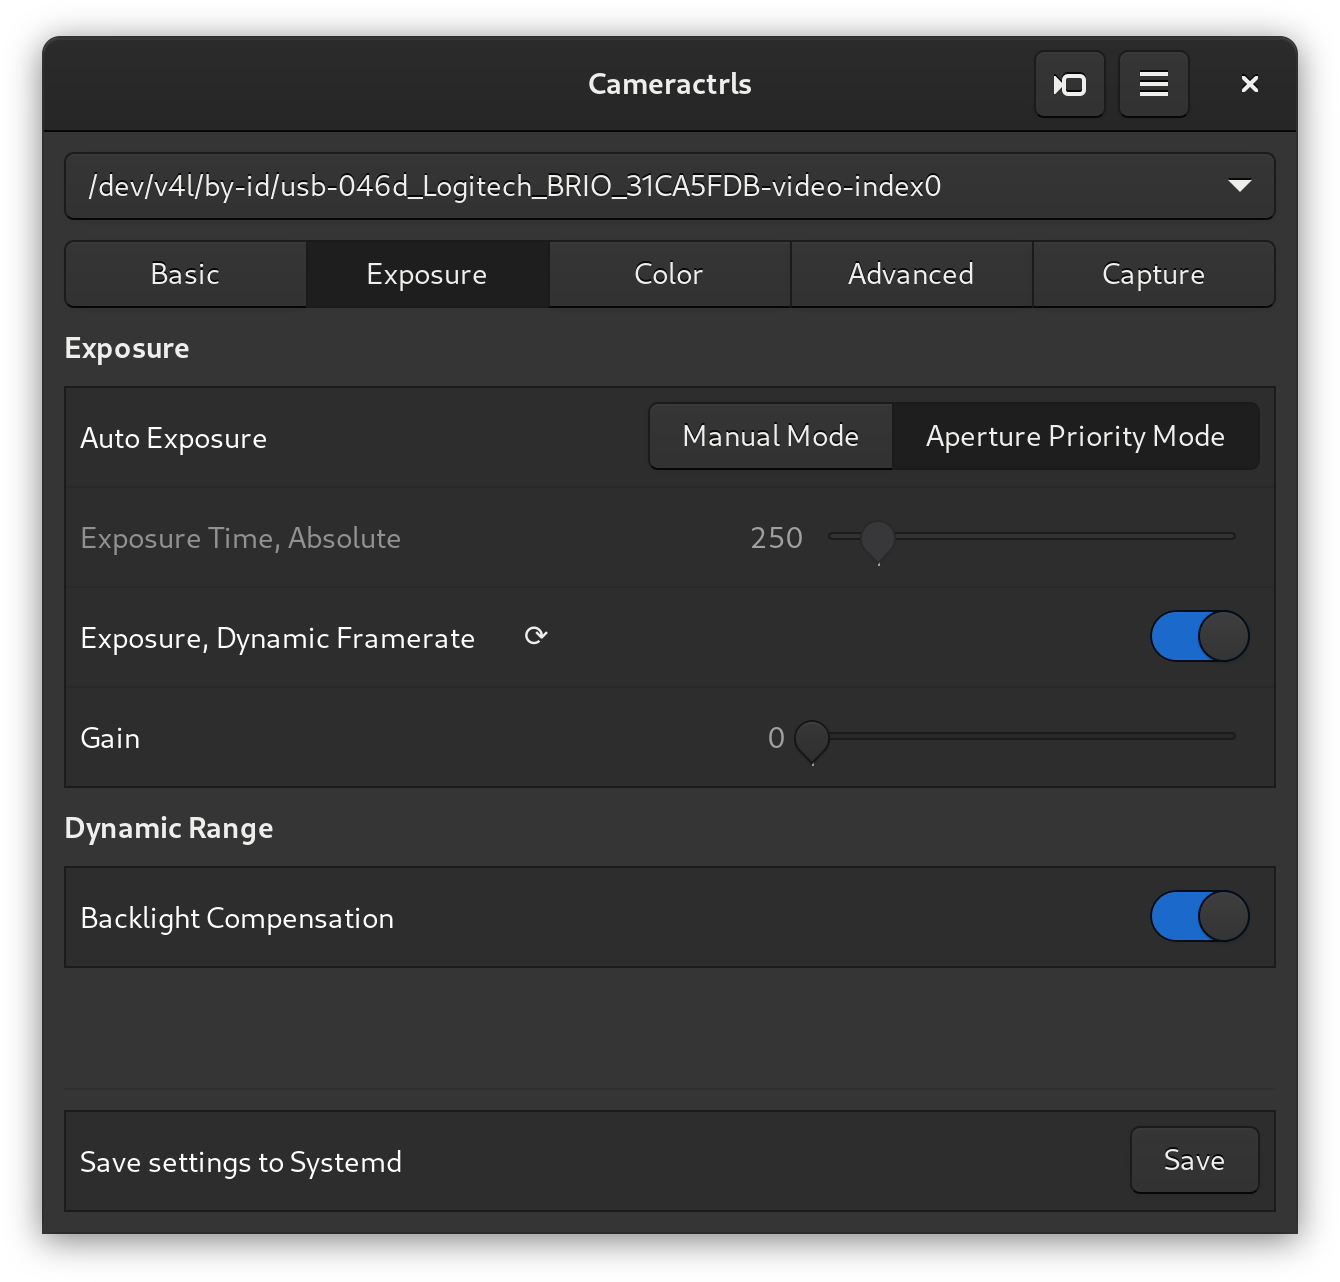 Cameractrls
/dev/v4l/by-id/usb-046d_Logitech_BRIO_31CA5FDB-video-index0
Basic Exposure Color Advanced Capture
Exposure
Auto Exposure Manual Mode Aperture Priority Mode
Exposure Time, Absolute 250
Exposure, Dynamic Framerate
Gain 0
Dynamic Range
Backlight Compensation
Save settings to Systemd Save